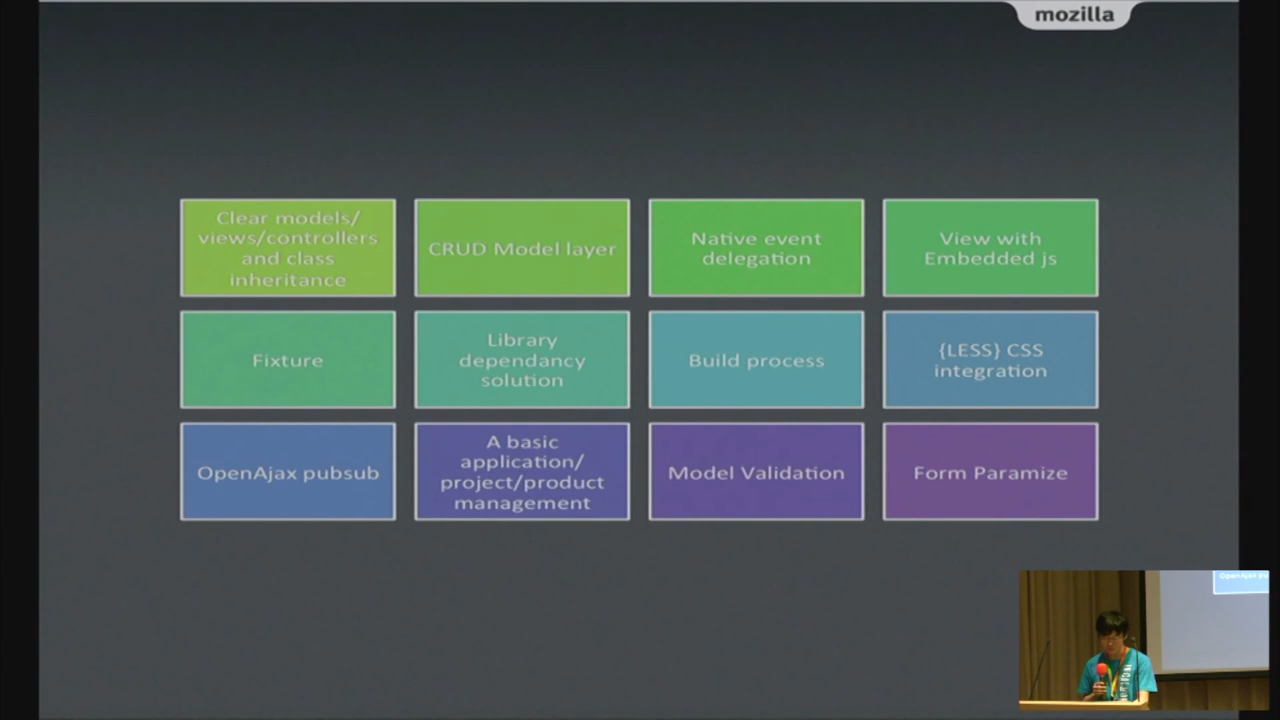 mozilla
Clear models/
views/controllers
and class
inheritance
CRUD Model layer
Native event
delegation
View with
Embedded js
Fixture
Library
dependancy
solution
Build process
{LESS} CSS
integration
OpenAjax pubsub
A basic
application/
project/product
management
Model Validation
Form Paramize